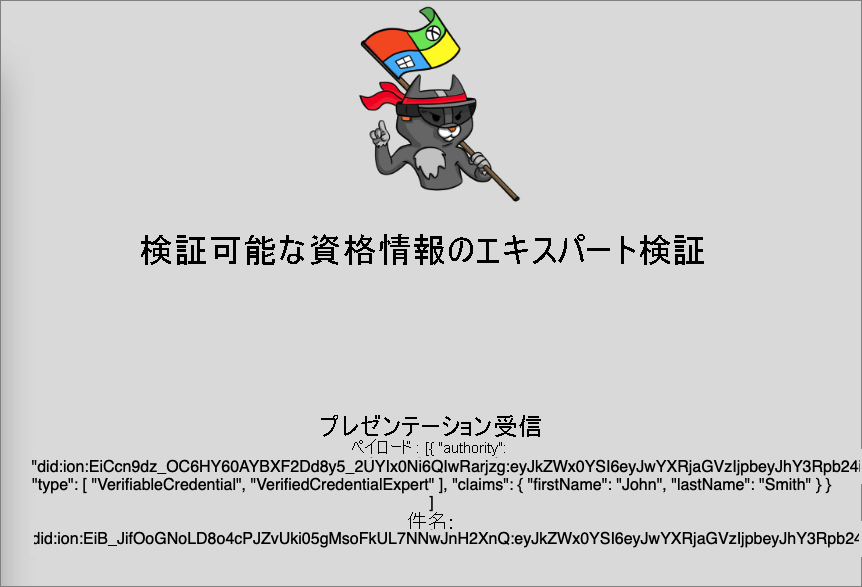 検証可能な資格情報のエキスパート検証
プレゼンテーション受信
ペイロード : [{ "authority":
"did:ion:EiCcn9dz_OC6HY60AYBXF2Dd8y5_2UYIx0Ni6QIwRarjzg:eyJkZWx0YSI6eyJwYXRjaGVzIjpbeyJhY3Rpb24i
"type": [ "VerifiableCredential", "VerifiedCredentialExpert" ], "claims": { "firstName": "John", "lastName": "Smith" } }
]
件名:
did:ion:EiB_JifOoGNoLD8o4cPJZvUki05gMsoFkUL7NNwJnH2XnQ:eyJkZWx0YSI6eyJwYXRjaGVzIjpbeyJhY3Rpb24